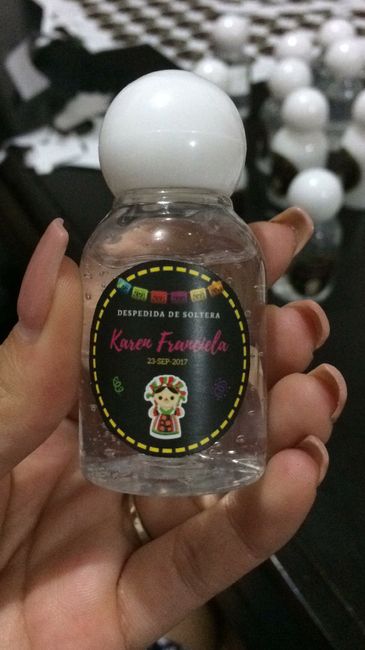 DESPEDIDA DE SOLTERA
Karen Franciela
23-SEP-2017